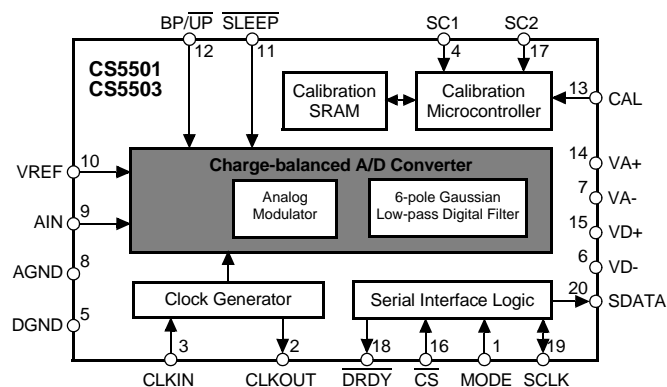 BP/UP SLEEP SC1 SC2
12 11 4 17
CS5501
CS5503
Calibration
SRAM
Calibration
Microcontroller
13 CAL
VREF 10
Charge-balanced A/D Converter
14 VA+
Analog
Modulator
6-pole Gaussian
Low-pass Digital Filter
7 VA-
AIN 9
15 VD+
AGND 8
6 VD-
Clock Generator
Serial Interface Logic
20 SDATA
DGND 5
3 2 18 16 1 19
CLKIN CLKOUT DRDY CS MODE SCLK